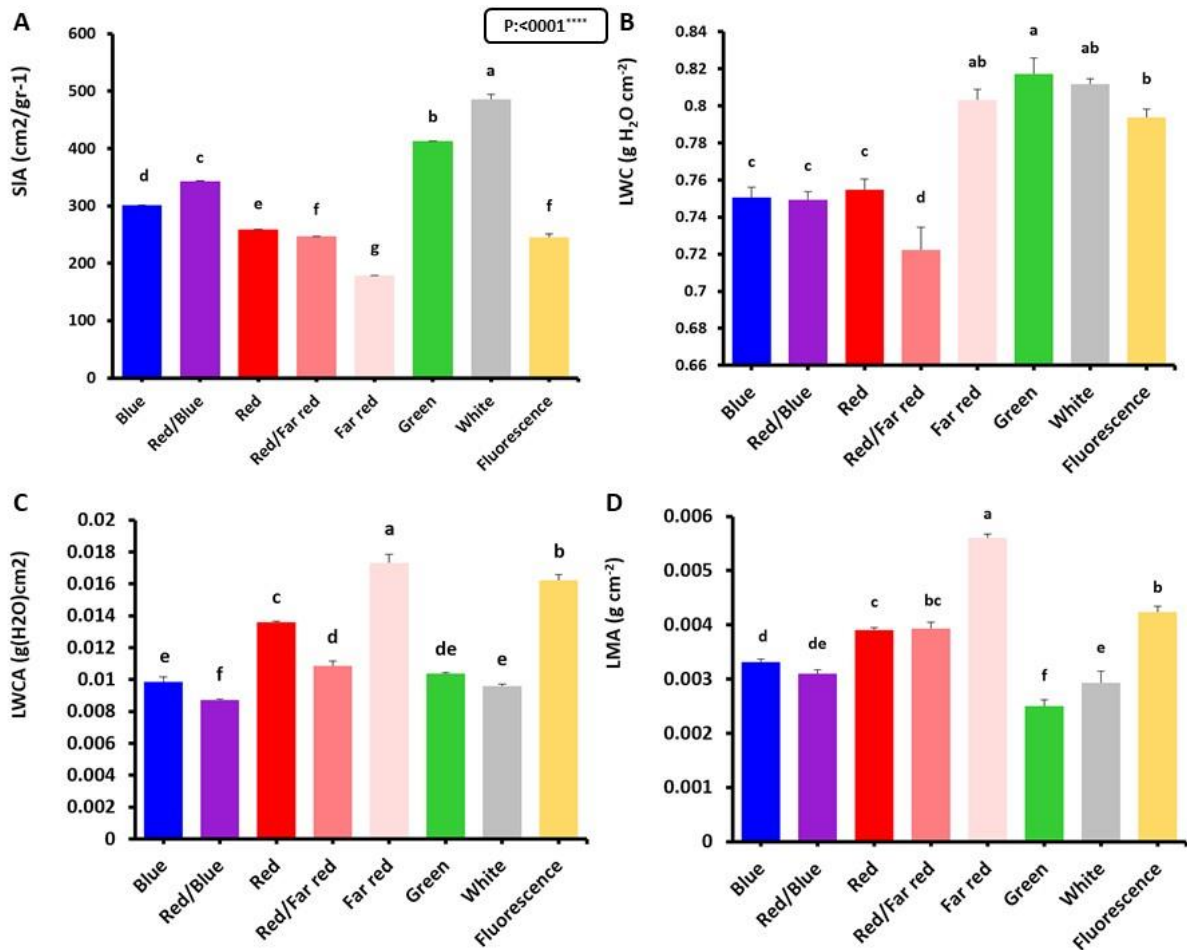 A
P:<0001****
SIA (cm2/gr-1)
600
500
400
300
200
100
0
d
c
e
f
g
b
a
f
Blue
Red/Blue
Red
Red/Far red
Far red
Green
White
Fluorescence
B
LWC (g H₂O cm⁻²)
0.84
0.82
0.8
0.78
0.76
0.74
0.72
0.7
0.68
0.66
c
c
c
d
ab
a
ab
b
Blue
Red/Blue
Red
Red/Far red
Far red
Green
White
Fluorescence
C
LWCA (g(H2O)cm2)
0.02
0.018
0.016
0.014
0.012
0.01
0.008
0.006
0.004
0.002
0
e
f
c
d
a
de
e
b
Blue
Red/Blue
Red
Red/Far red
Far red
Green
White
Fluorescence
D
LMA (g cm⁻²)
0.006
0.005
0.004
0.003
0.002
0.001
0
d
de
c
bc
a
f
e
b
Blue
Red/Blue
Red
Red/Far red
Far red
Green
White
Fluorescence